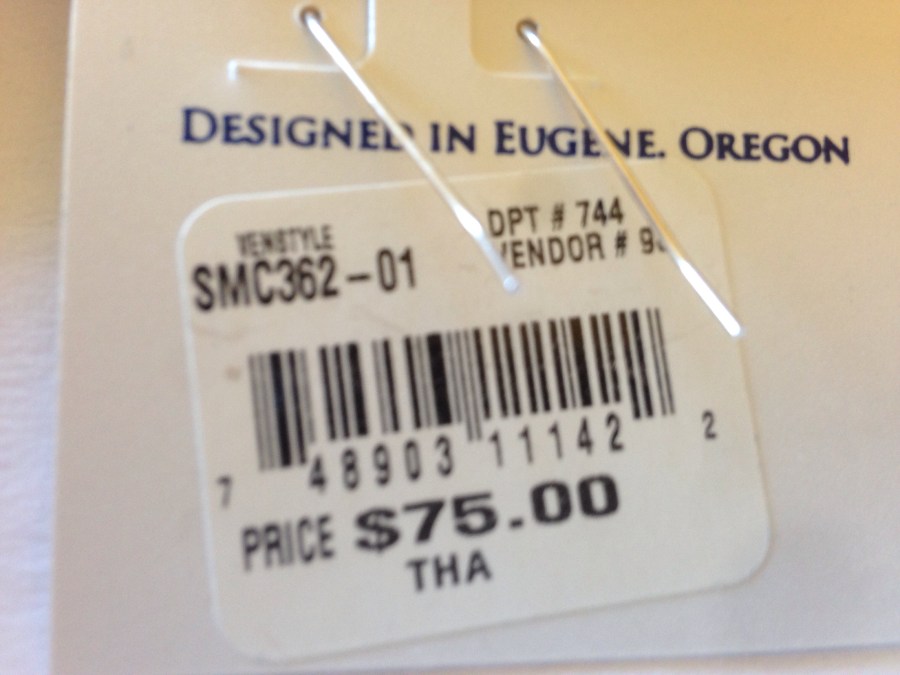 DESIGNED IN EUGENE. OREGON
VENSTYLE
SMC362-01
DPT # 744
VENDOR #
7 48903 11142 2
PRICE $75.00
THA